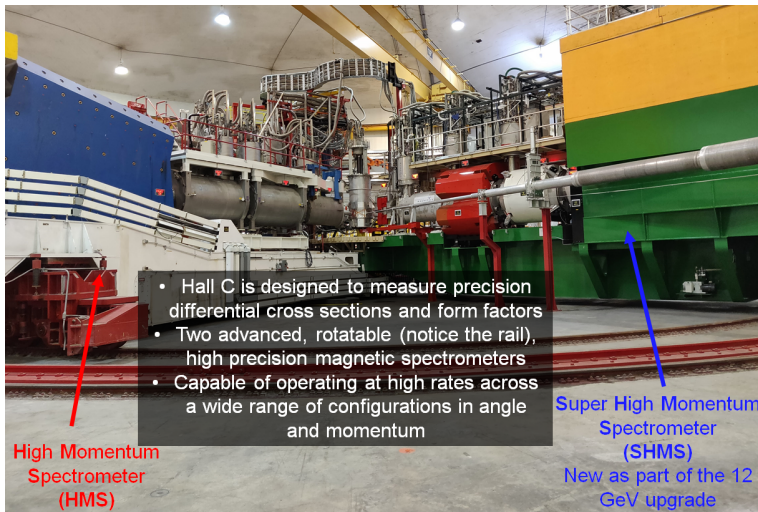 • Hall C is designed to measure precision
differential cross sections and form factors
• Two advanced, rotatable (notice the rail),
high precision magnetic spectrometers
• Capable of operating at high rates across
a wide range of configurations in angle
and momentum
High Momentum
Spectrometer
(HMS)
Super High Momentum
Spectrometer
(SHMS)
New as part of the 12
GeV upgrade